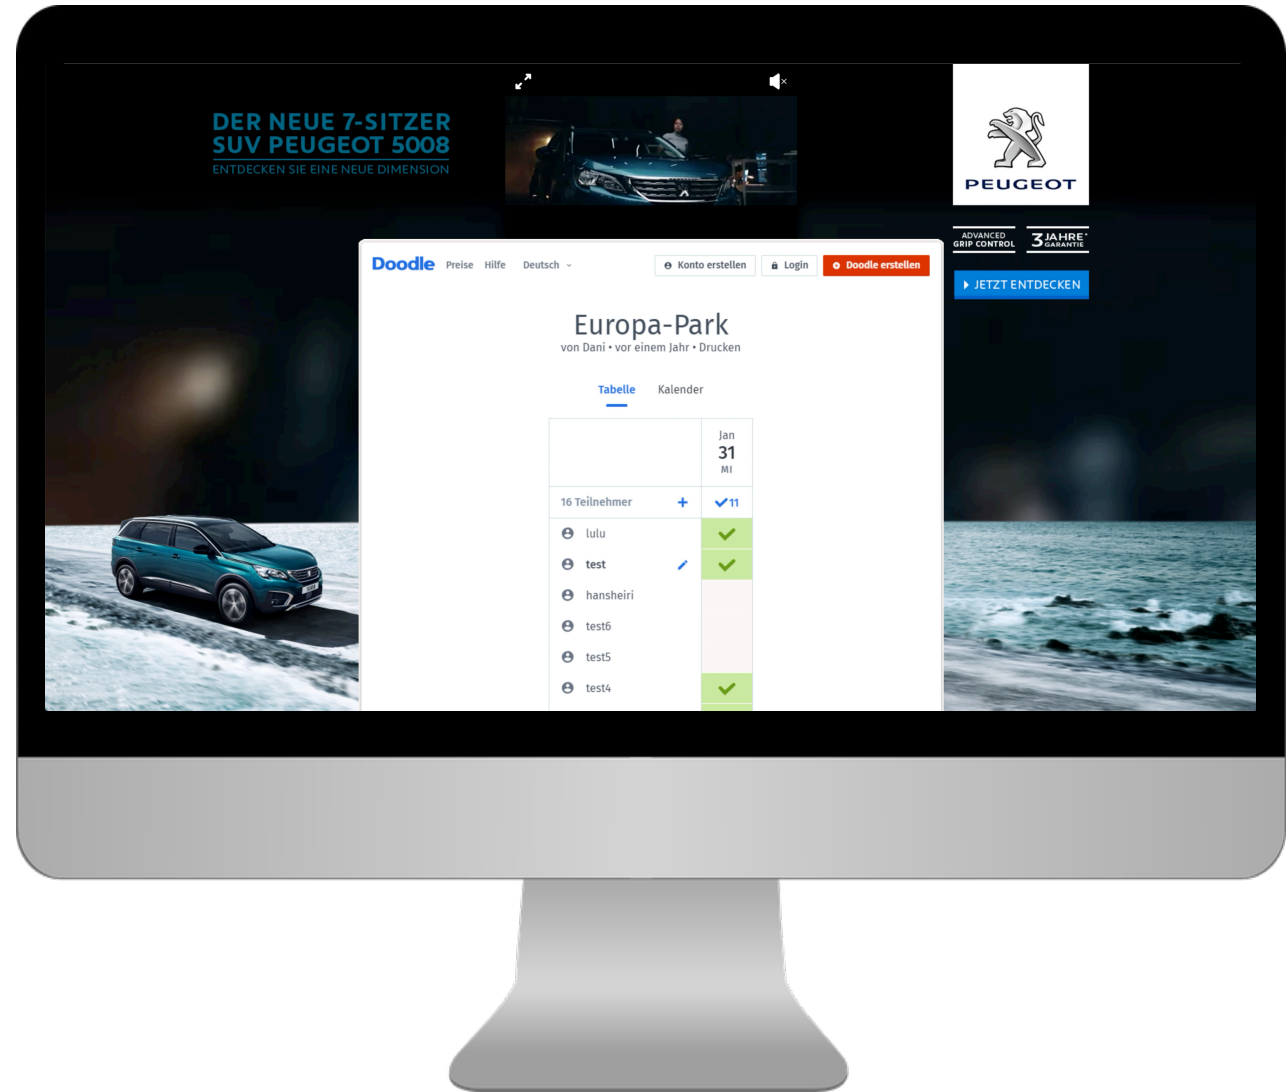 DER NEUE 7-SITZER
SUV PEUGEOT 5008
ENTDECKEN SIE EINE NEUE DIMENSION
PEUGEOT
ADVANCED
GRIP CONTROL
3 JAHRE*
GARANTIE
JETZT ENTDECKEN
Doodle Preise Hilfe Deutsch Konto erstellen Login Doodle erstellen
Europa-Park
von Dani • vor einem Jahr • Drucken
Tabelle Kalender
Jan
31
MI
16 Teilnehmer + 11
lulu
test
hansheiri
test6
test5
test4